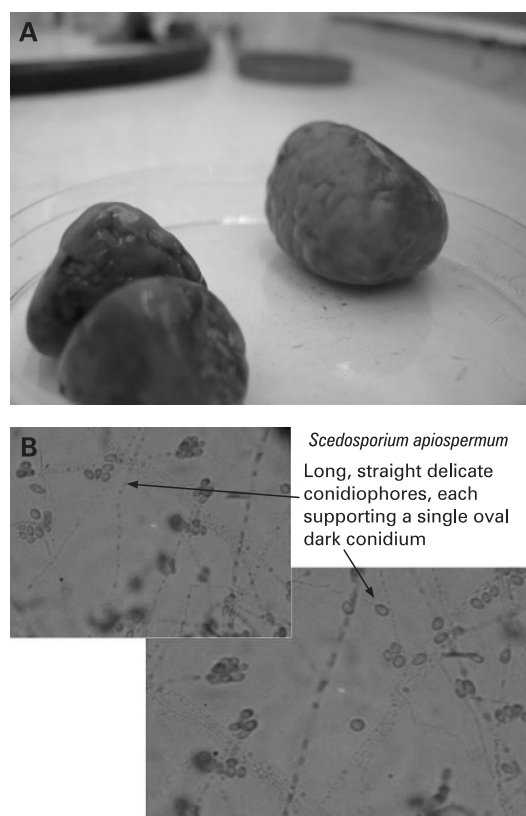 A
B
Scedosporium apiospermum
Long, straight delicate
conidiophores, each
supporting a single oval
dark conidium